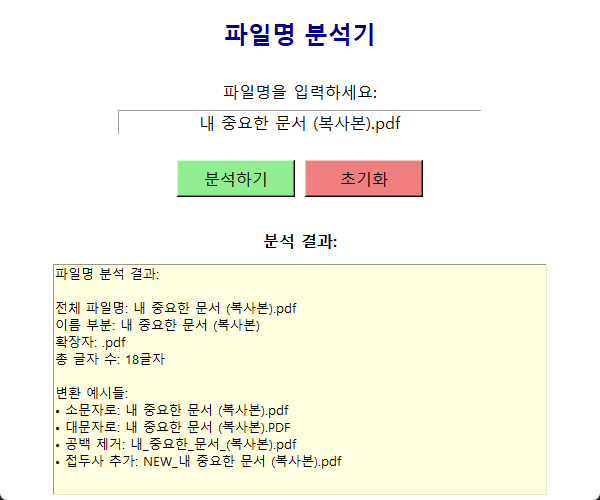 파일명 분석기
파일명을 입력하세요:
내 중요한 문서 (복사본).pdf
분석하기 초기화
분석 결과:
파일명 분석 결과:
전체 파일명: 내 중요한 문서 (복사본).pdf
이름 부분: 내 중요한 문서 (복사본)
확장자: .pdf
총 글자 수: 18글자
변환 예시들:
• 소문자로: 내 중요한 문서 (복사본).pdf
• 대문자로: 내 중요한 문서 (복사본).PDF
• 공백 제거: 내_중요한_문서_(복사본).pdf
• 접두사 추가: NEW_내 중요한 문서 (복사본).pdf